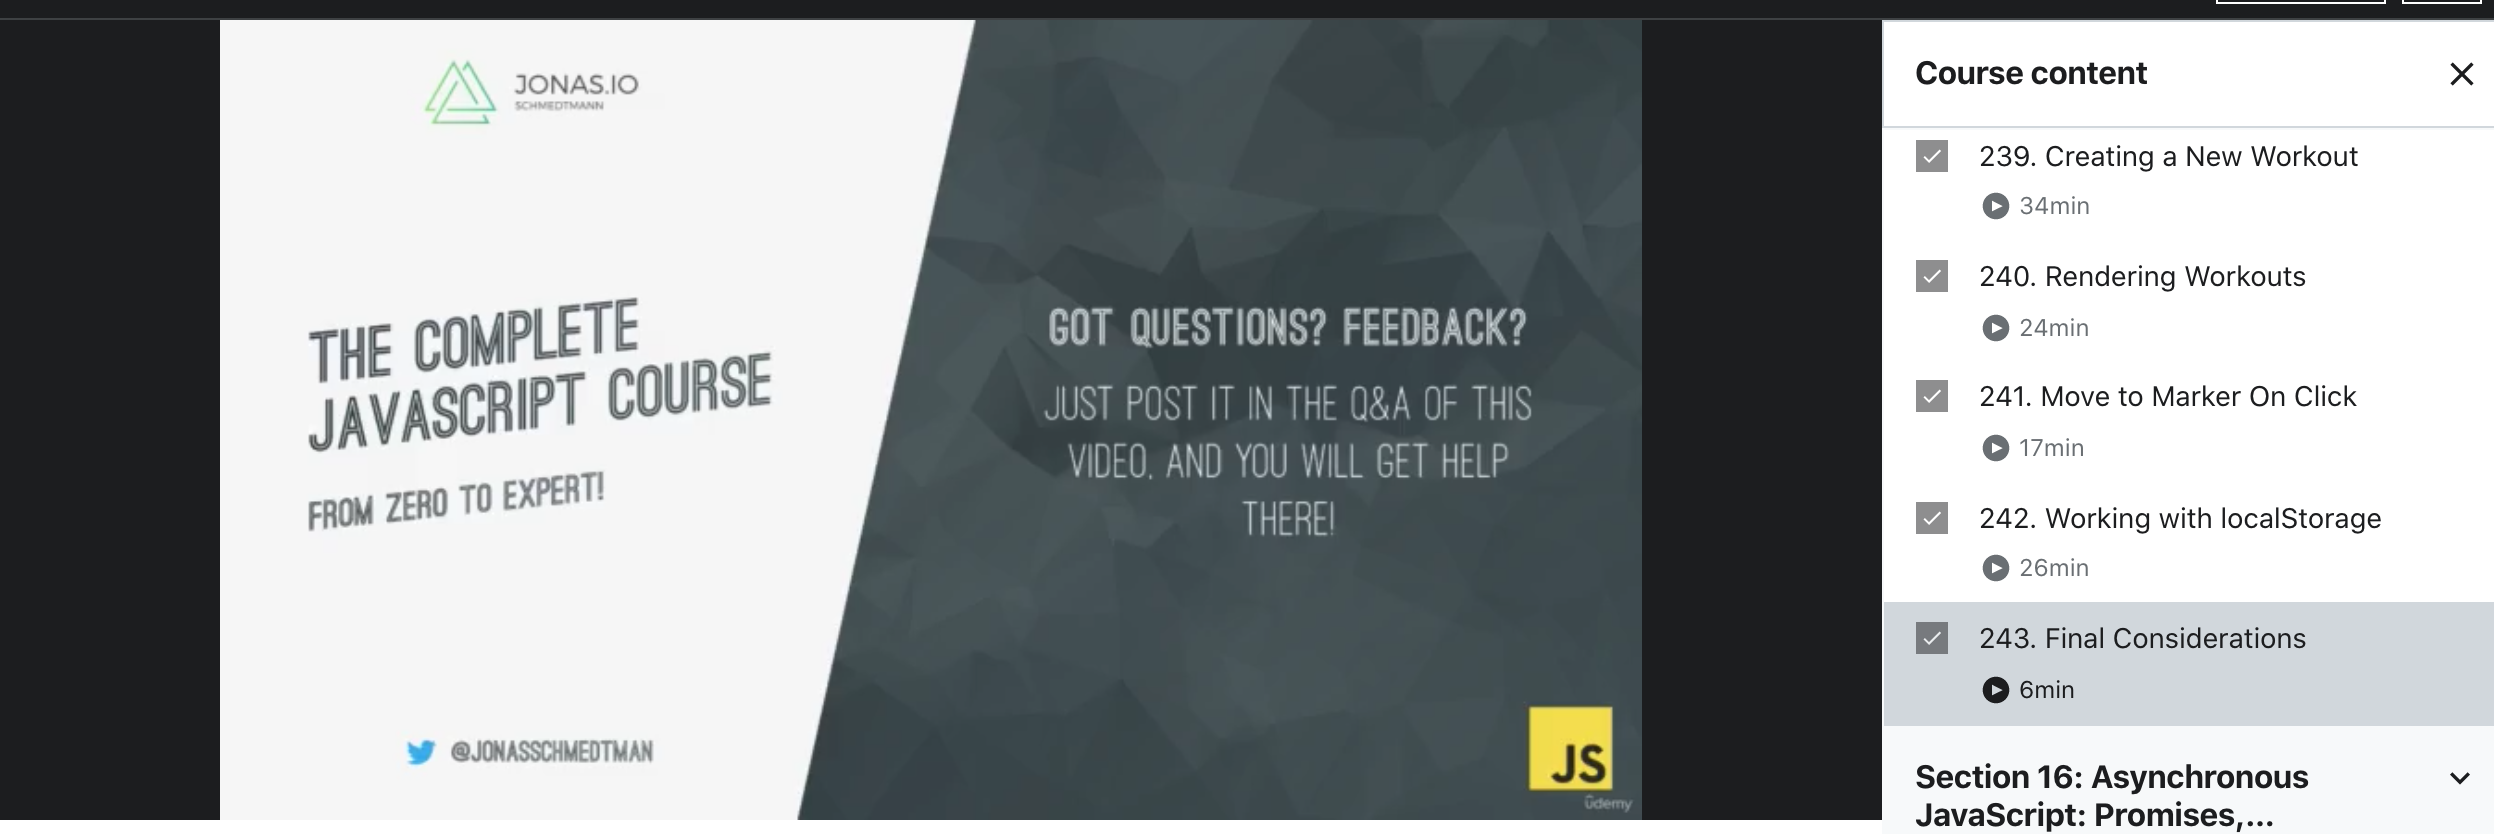 JONAS.IO
SCHMEDTMANN
THE COMPLETE
JAVASCRIPT COURSE
FROM ZERO TO EXPERT!
@JONASSCHMEDTMAN
GOT QUESTIONS? FEEDBACK?
JUST POST IT IN THE Q&A OF THIS
VIDEO, AND YOU WILL GET HELP
THERE!
JS
ûdemy
Course content
239. Creating a New Workout
34min
240. Rendering Workouts
24min
241. Move to Marker On Click
17min
242. Working with localStorage
26min
243. Final Considerations
6min
Section 16: Asynchronous
JavaScript: Promises,...